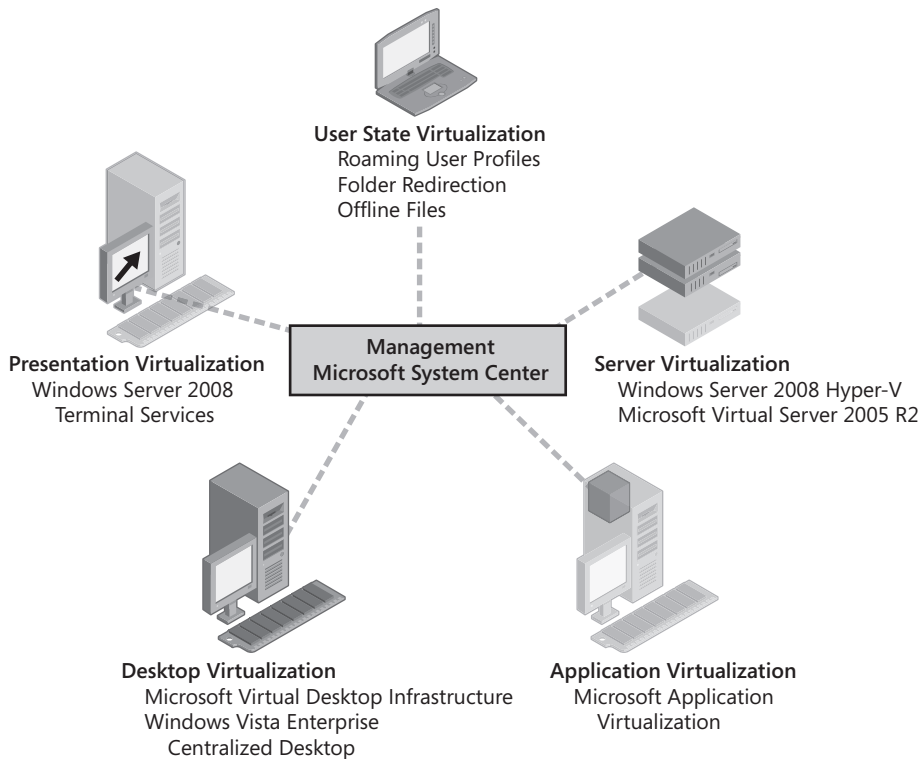 User State Virtualization
Roaming User Profiles
Folder Redirection
Offline Files
Presentation Virtualization
Windows Server 2008
Terminal Services
Management
Microsoft System Center
Server Virtualization
Windows Server 2008 Hyper-V
Microsoft Virtual Server 2005 R2
Desktop Virtualization
Microsoft Virtual Desktop Infrastructure
Windows Vista Enterprise
Centralized Desktop
Application Virtualization
Microsoft Application
Virtualization